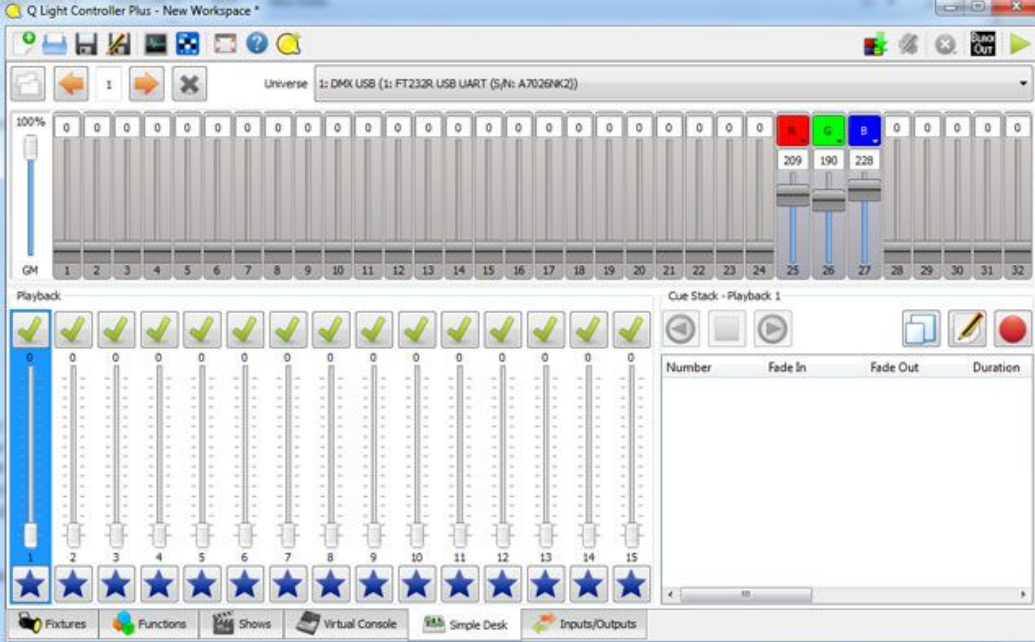 Q Light Controller Plus - New Workspace *
BLACK OUT
1 Universe 1: DMX USB (1: FT232R USB UART (S/N: A7026NK2))
100% 0 0 0 0 0 0 0 0 0 0 0 0 0 0 0 0 0 0 0 0 0 0 0 0 R G B 0 0 0 0 0
209 190 228
GM 1 2 3 4 5 6 7 8 9 10 11 12 13 14 15 16 17 18 19 20 21 22 23 24 25 26 27 28 29 30 31 32
Playback
Cue Stack - Playback 1
0 0 0 0 0 0 0 0 0 0 0 0 0 0 0
Number Fade In Fade Out Duration
1 2 3 4 5 6 7 8 9 10 11 12 13 14 15
Fixtures Functions Shows Virtual Console Simple Desk Inputs/Outputs